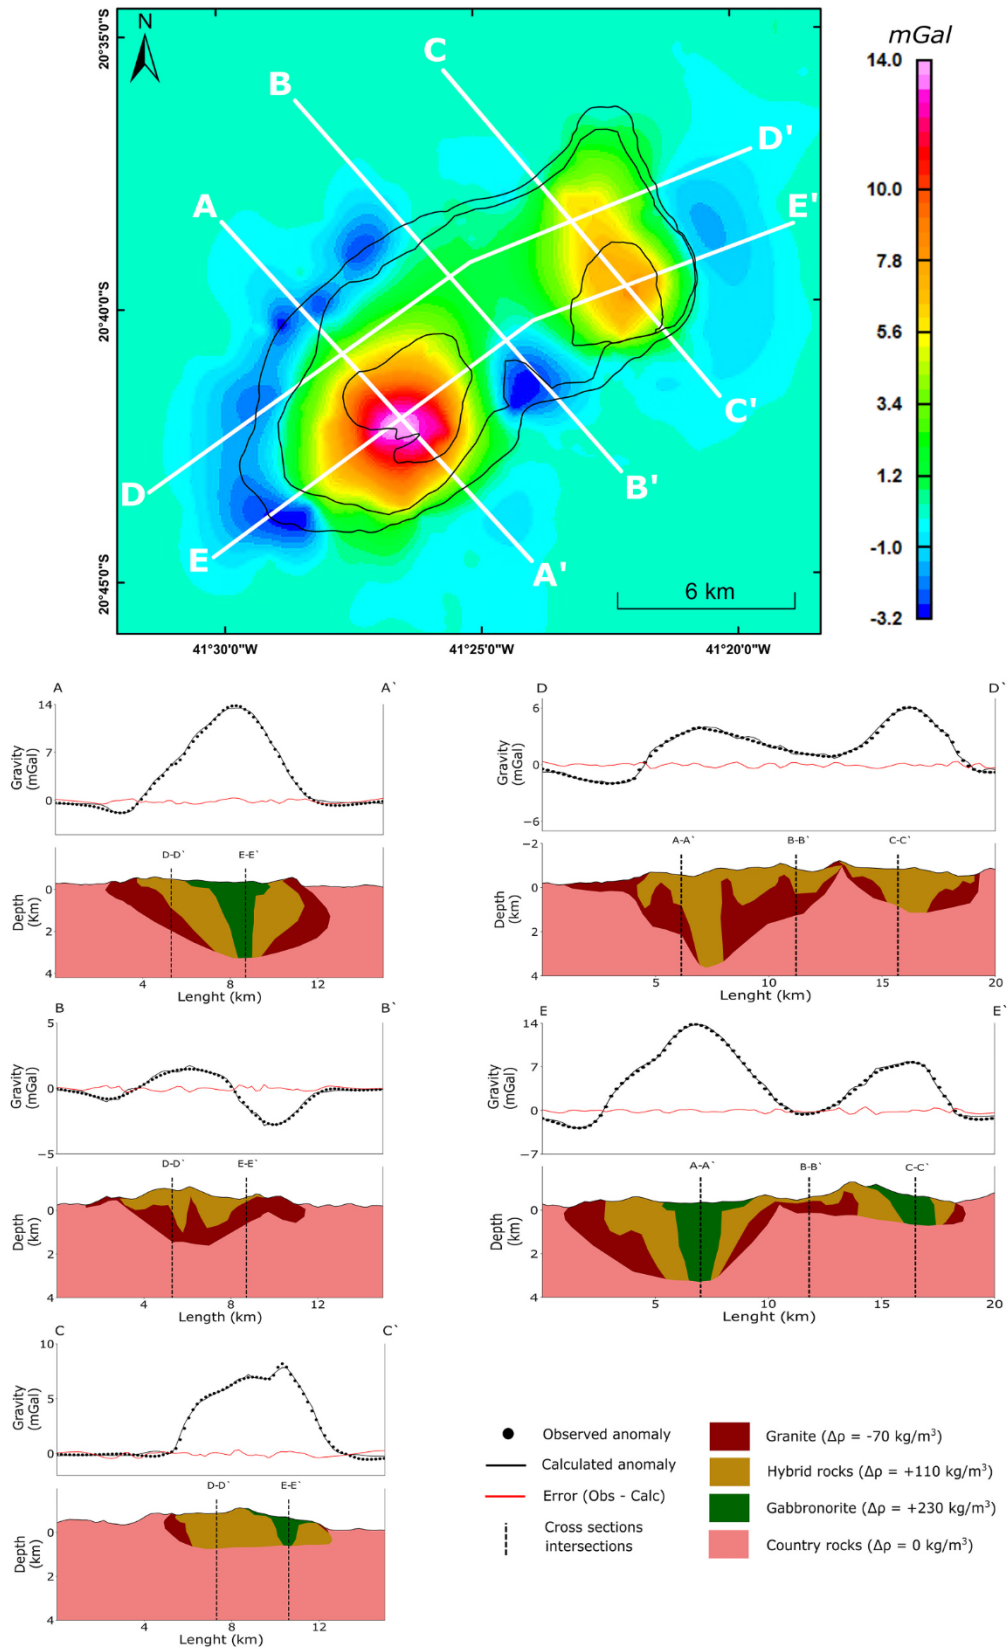 N
mGal
20°35'0"S
20°40'0"S
20°45'0"S
41°30'0"W
41°25'0"W
41°20'0"W
A
B
C
D'
E'
D
E
C'
B'
A'
6 km
14.0
10.0
7.8
5.6
3.4
1.2
-1.0
-3.2
A
A`
Gravity
(mGal)
14
7
0
D-D`
E-E`
Depth
(Km)
0
2
4
4
8
12
Lenght (km)
D
D`
Gravity
(mGal)
6
0
-6
A-A`
B-B`
C-C`
Depth
(km)
-2
0
2
4
5
10
15
20
Lenght (km)
B
B`
Gravity
(mGal)
5
0
-5
D-D`
E-E`
Depth
(km)
0
2
4
4
8
12
Length (km)
E
E`
Gravity
(mGal)
14
7
0
-7
A-A`
B-B`
C-C`
Depth
(km)
0
2
4
5
10
15
20
Lenght (km)
C
C`
Gravity
(mGal)
10
5
0
D-D`
E-E`
Depth
(km)
0
2
4
4
8
12
Lenght (km)
Observed anomaly
Calculated anomaly
Error (Obs - Calc)
Cross sections
intersections
Granite (Δρ = -70 kg/m³)
Hybrid rocks (Δρ = +110 kg/m³)
Gabbronorite (Δρ = +230 kg/m³)
Country rocks (Δρ = 0 kg/m³)